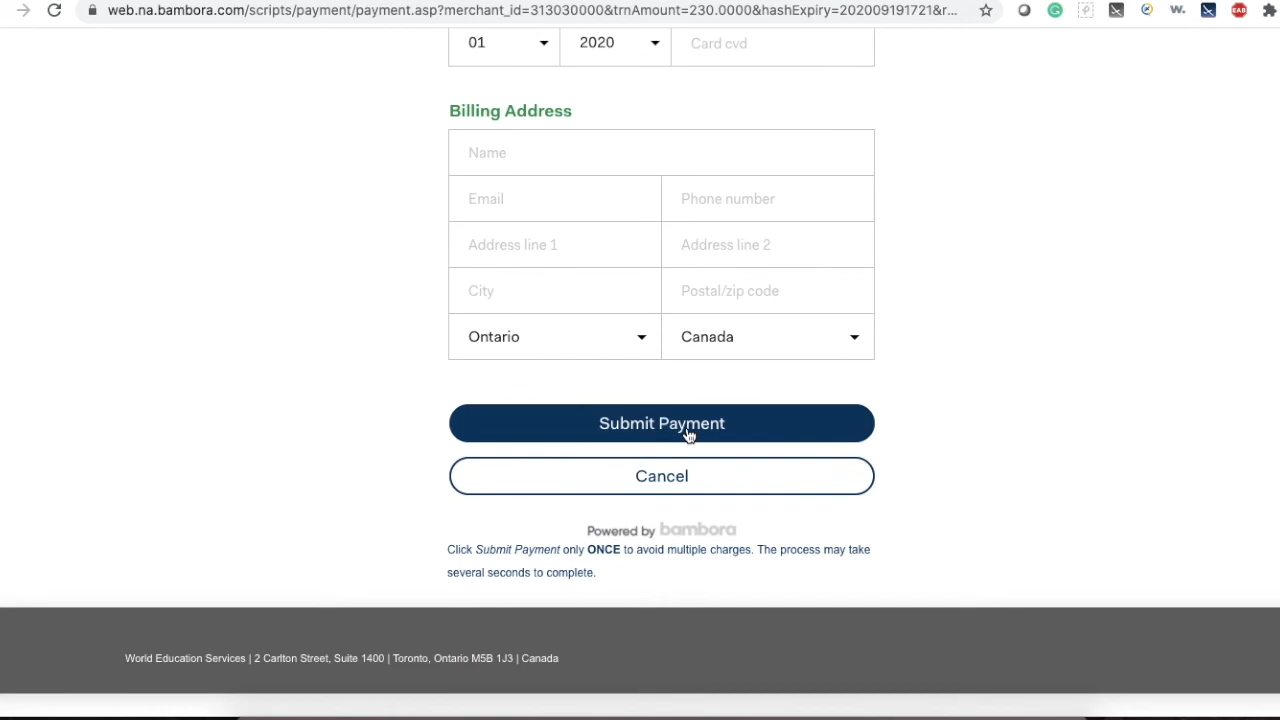 web.na.bambora.com/scripts/payment/payment.asp?merchant_id=313030000&trnAmount=230.0000&hashExpiry=202009191721&r...
w.
EAB
01 2020 Card cvd
Billing Address
Name
Email Phone number
Address line 1 Address line 2
City Postal/zip code
Ontario Canada
Submit Payment
Cancel
Powered by bambora
Click Submit Payment only ONCE to avoid multiple charges. The process may take
several seconds to complete.
World Education Services | 2 Carlton Street, Suite 1400 | Toronto, Ontario M5B 1J3 | Canada